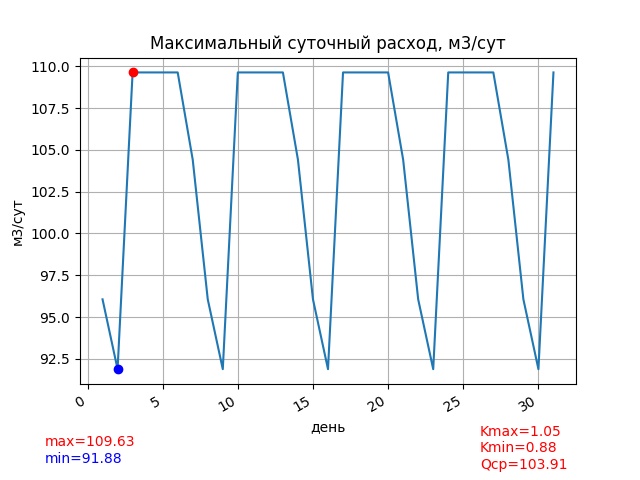 Максимальный суточный расход, м3/сут
110.0
107.5
105.0
102.5
100.0
97.5
95.0
92.5
м3/сут
0 5 10 15 20 25 30
день
max=109.63
min=91.88
Kmax=1.05
Kmin=0.88
Qcp=103.91